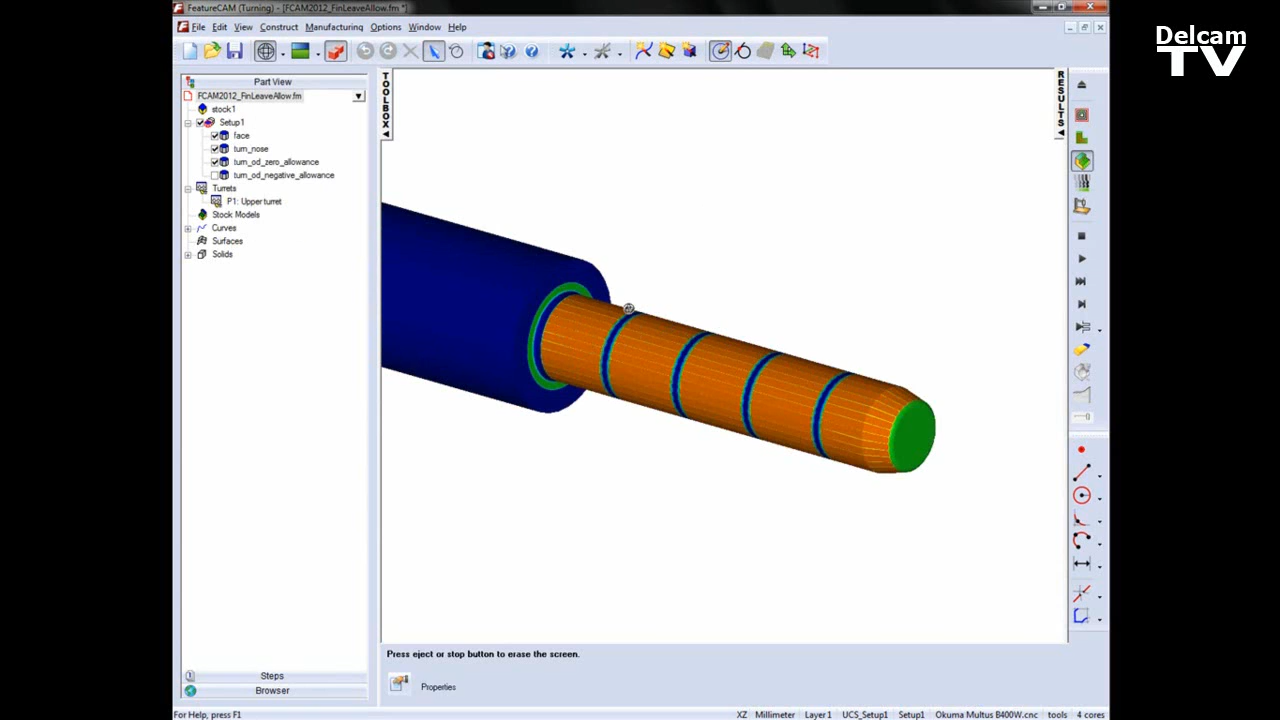 FeatureCAM (Turning) - [FCAM2012_FinLeaveAllow.fm *]
Delcam
TV
File Edit View Construct Manufacturing Options Window Help
Part View
FCAM2012_FinLeaveAllow.fm
stock1
Setup1
face
turn_nose
turn_od_zero_allowance
turn_od_negative_allowance
Turrets
P1: Upper turret
Stock Models
Curves
Surfaces
Solids
TOOLBOX
RESULTS
Press eject or stop button to erase the screen.
Steps
Properties
Browser
For Help, press F1 XZ Millimeter Layer1 UCS_Setup1 Setup1 Okuma Multus B400W.cnc tools 4 cores